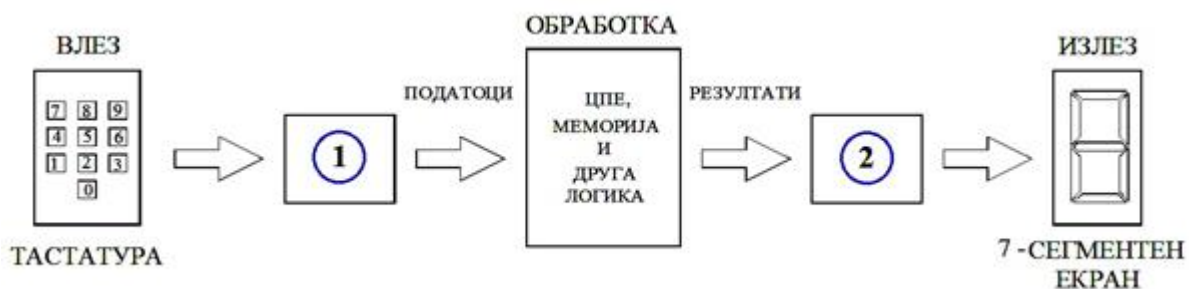 ВЛЕЗ
7 8 9
4 5 6
1 2 3
0
ТАСТАТУРА
1
ПОДАТОЦИ
ОБРАБОТКА
ЦПЕ,
МЕМОРИЈА
И
ДРУГА
ЛОГИКА
РЕЗУЛТАТИ
2
ИЗЛЕЗ
7 - СЕГМЕНТЕН
ЕКРАН